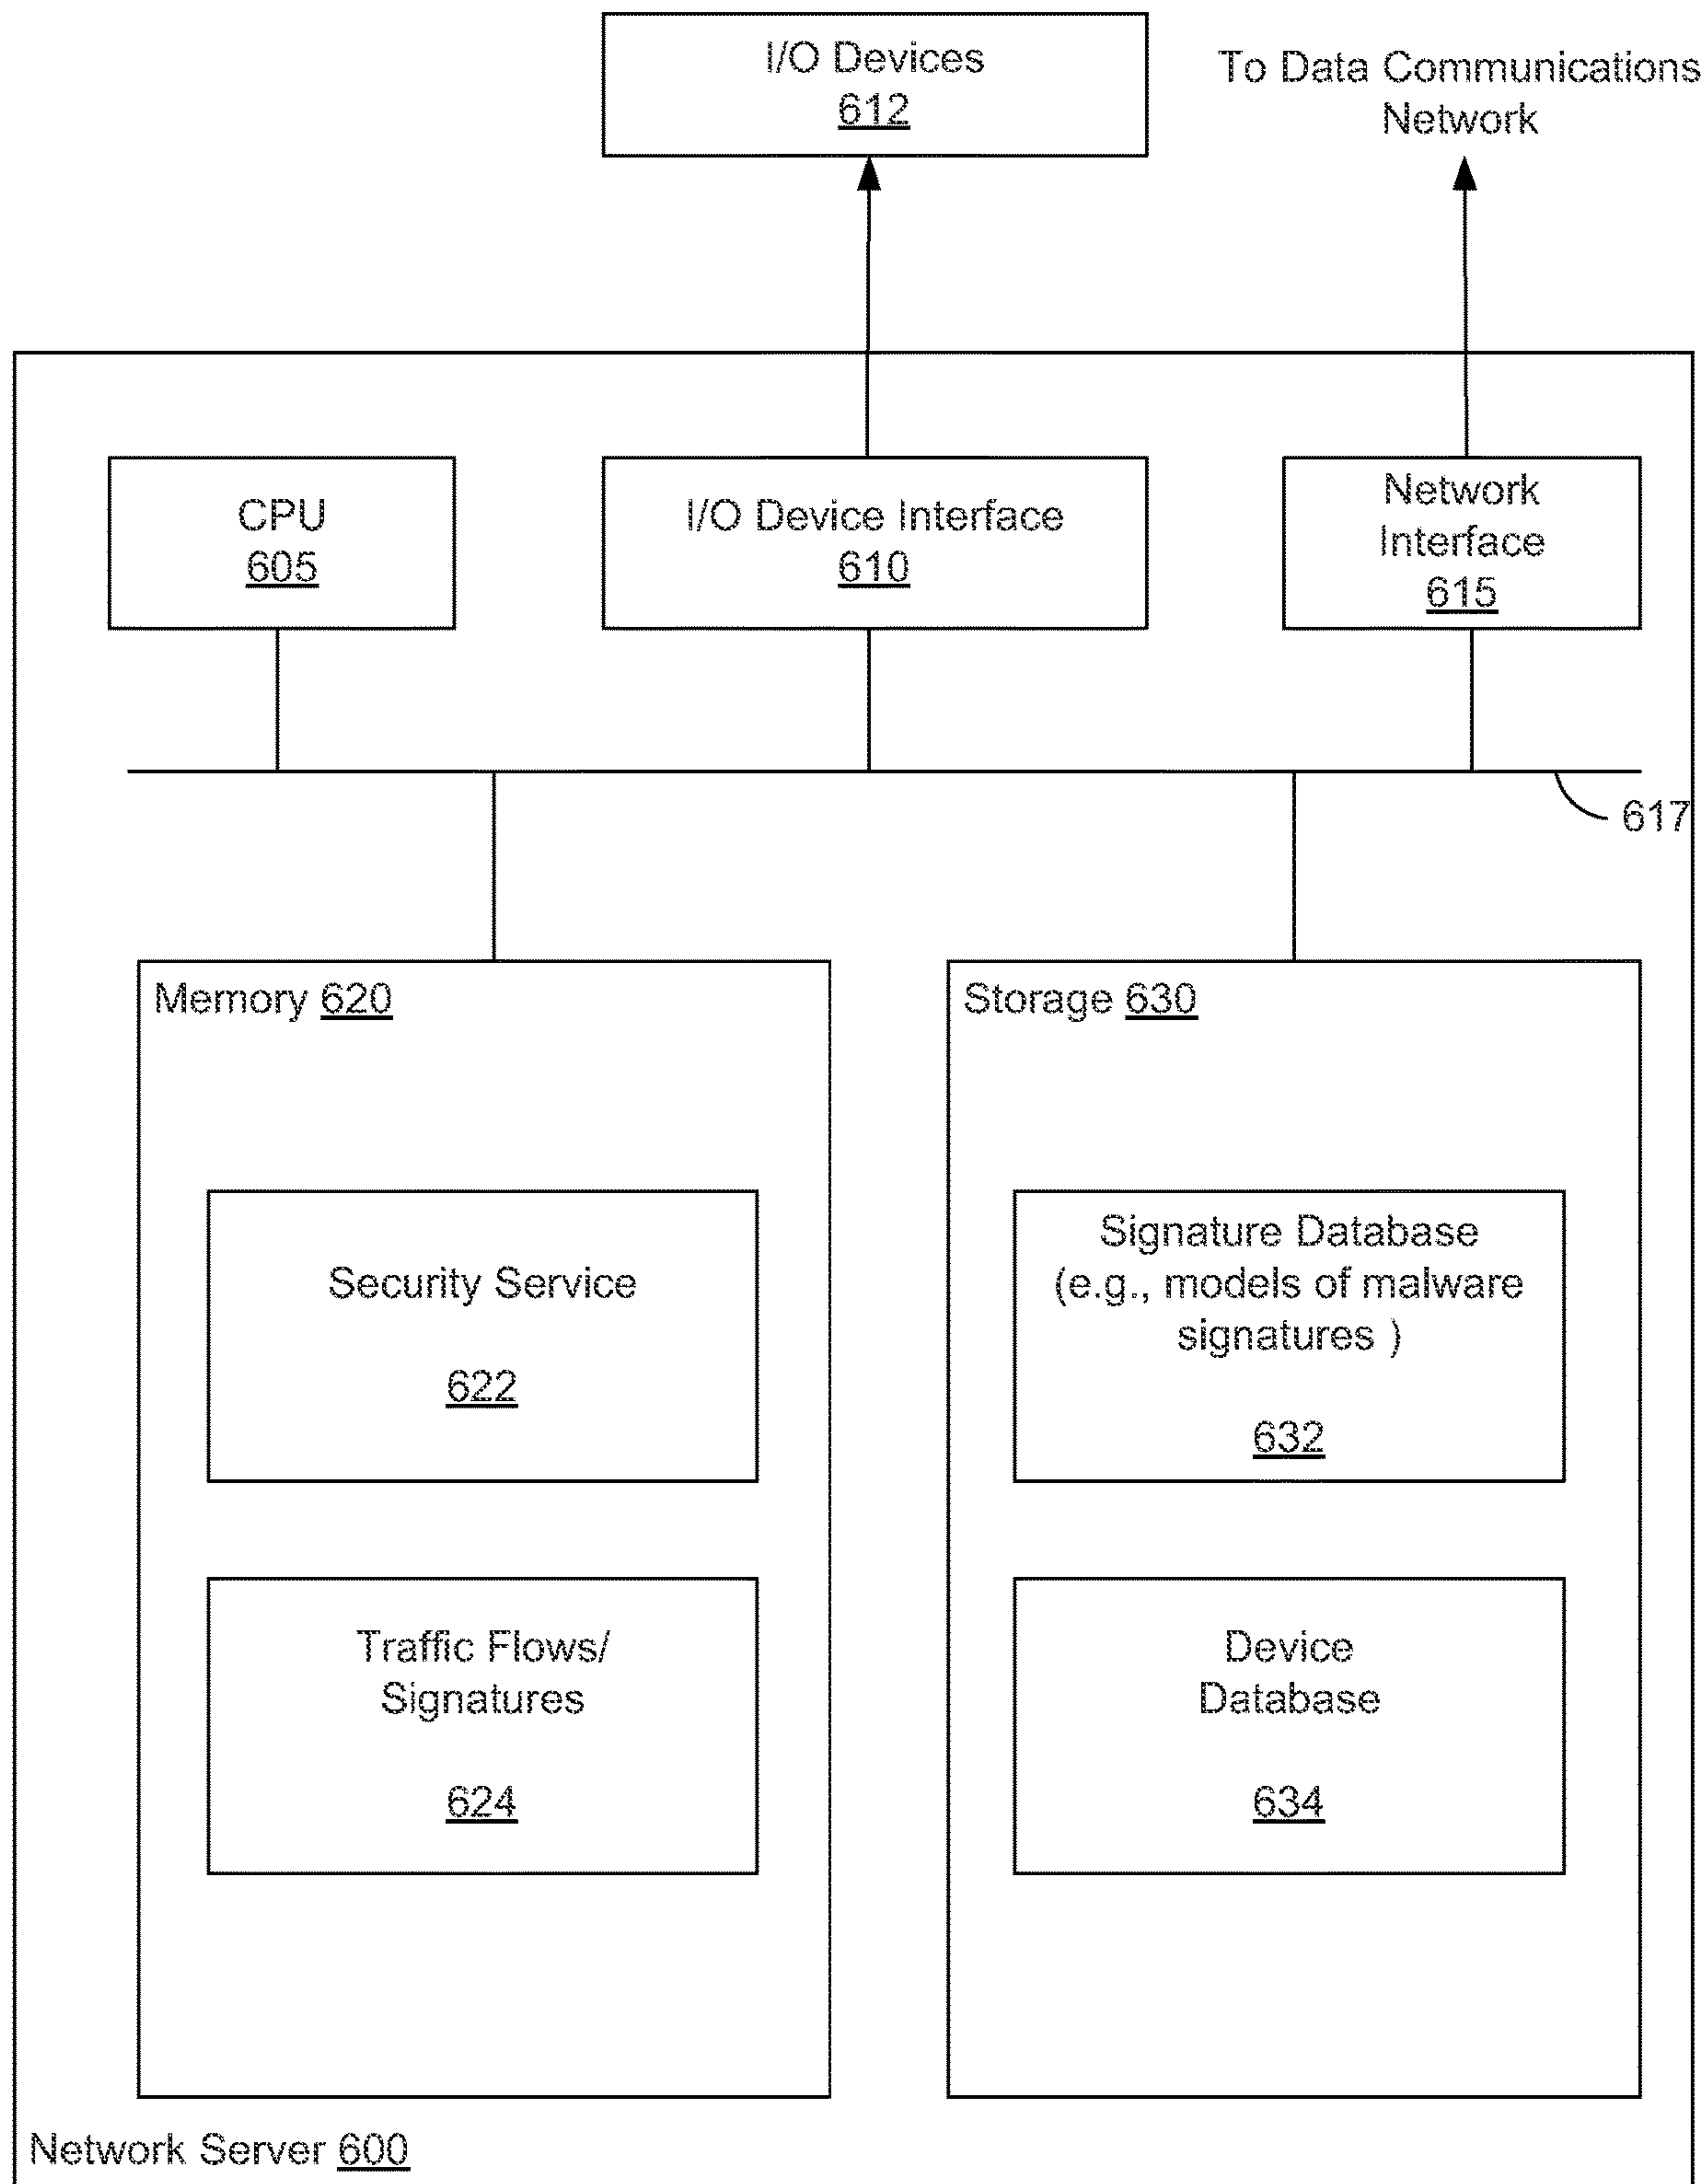 I/O Devices
612
To Data Communications
Network
CPU
605
I/O Device Interface
610
Network
Interface
615
617
Memory 620
Storage 630
Security Service
622
Signature Database
(e.g., models of malware
signatures )
632
Traffic Flows/
Signatures
624
Device
Database
634
Network Server 600